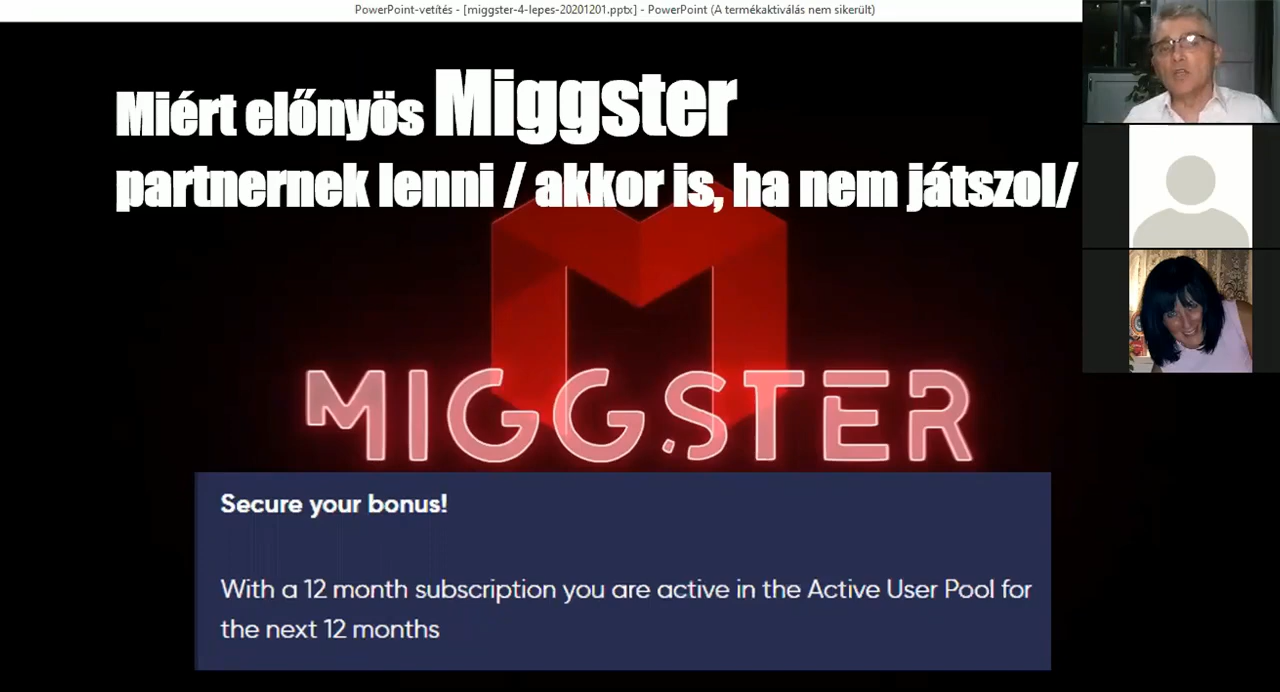 PowerPoint-vetítés - [miggster-4-lepes-20201201.pptx] - PowerPoint (A termékaktiválás nem sikerült)
Miért előnyös Miggster
partnernek lenni / akkor is, ha nem játszol/
MIGGSTER
Secure your bonus!
With a 12 month subscription you are active in the Active User Pool for
the next 12 months